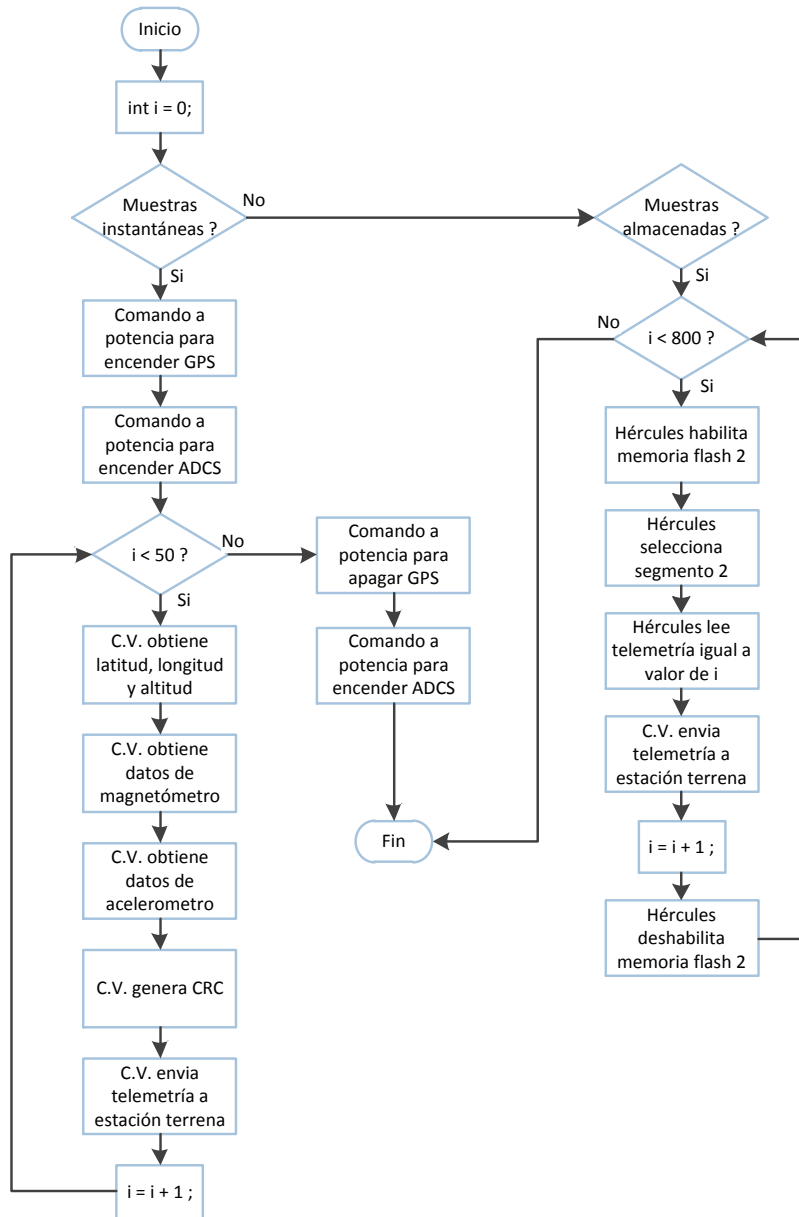 Inicio
int i = 0;
Muestras
instantáneas ?
No
Si
Comando a
potencia para
encender GPS
Comando a
potencia para
encender ADCS
i < 50 ?
No
Si
C.V. obtiene
latitud, longitud
y altitud
C.V. obtiene
datos de
magnetómetro
C.V. obtiene
datos de
acelerometro
C.V. genera CRC
C.V. envia
telemetría a
estación terrena
i = i + 1 ;
Comando a
potencia para
apagar GPS
Comando a
potencia para
encender ADCS
Fin
Muestras
almacenadas ?
Si
No
i < 800 ?
Si
Hércules habilita
memoria flash 2
Hércules
selecciona
segmento 2
Hércules lee
telemetría igual a
valor de i
C.V. envia
telemetría a
estación terrena
i = i + 1 ;
Hércules
deshabilita
memoria flash 2